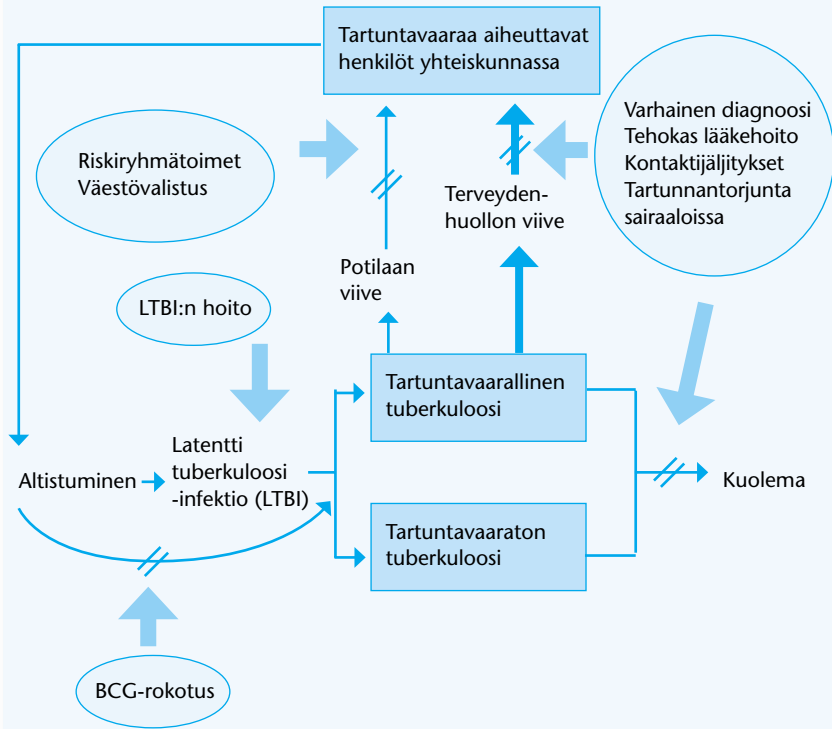 Tartuntavaaraa aiheuttavat
henkilöt yhteiskunnassa
Riskiryhmätoimet
Väestövalistus
Varhainen diagnoosi
Tehokas lääkehoito
Kontaktijäljitykset
Tartunnantorjunta
sairaaloissa
Terveyden-
huollon viive
Potilaan
viive
LTBI:n hoito
Tartuntavaarallinen
tuberkuloosi
Altistuminen
Latentti
tuberkuloosi
-infektio (LTBI)
Kuolema
Tartuntavaaraton
tuberkuloosi
BCG-rokotus